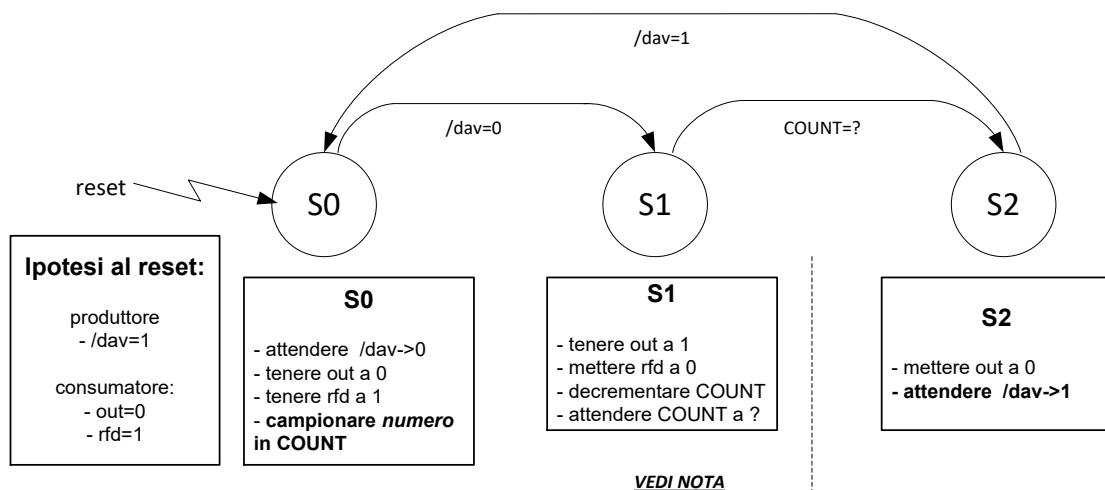 /dav=1
/dav=0
COUNT=?
reset
S0
S1
S2
Ipotesi al reset:
produttore
- /dav=1
consumatore:
- out=0
- rfd=1
S0
- attendere /dav->0
- tenere out a 0
- tenere rfd a 1
- campionare numero
in COUNT
S1
- tenere out a 1
- mettere rfd a 0
- decrementare COUNT
- attendere COUNT a ?
S2
- mettere out a 0
- attendere /dav->1
VEDI NOTA